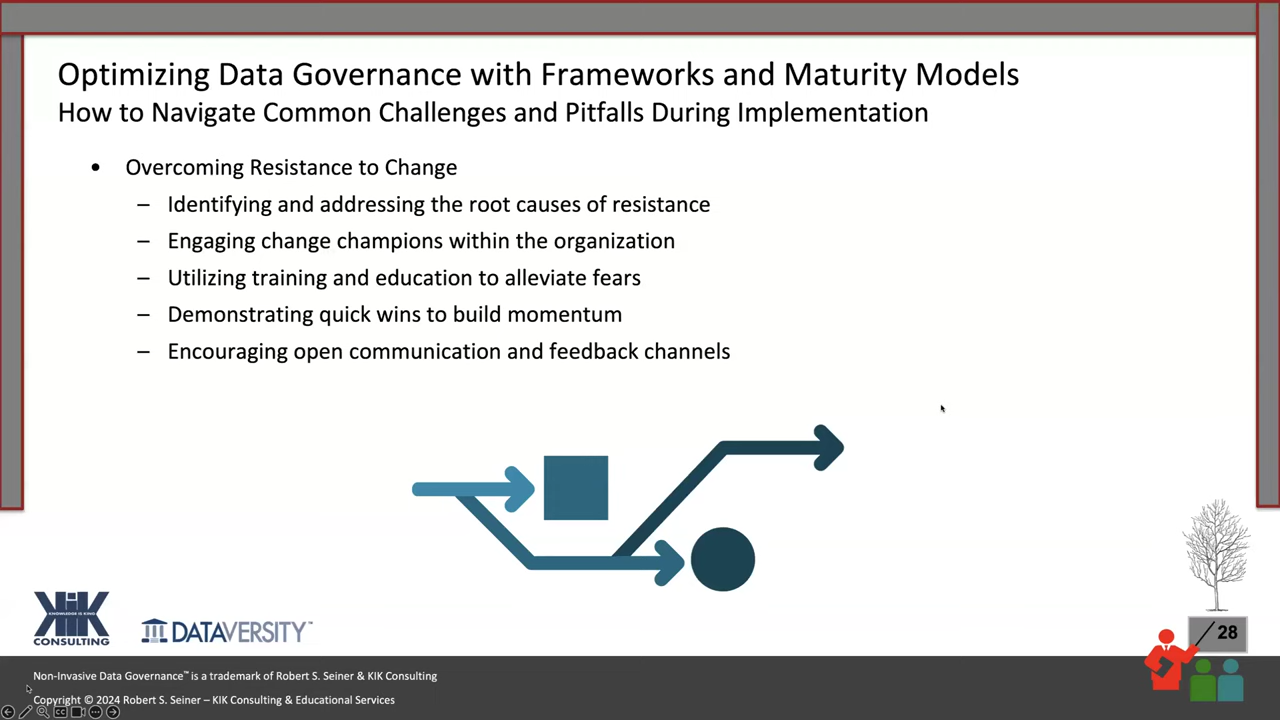 Optimizing Data Governance with Frameworks and Maturity Models
How to Navigate Common Challenges and Pitfalls During Implementation
• Overcoming Resistance to Change
– Identifying and addressing the root causes of resistance
– Engaging change champions within the organization
– Utilizing training and education to alleviate fears
– Demonstrating quick wins to build momentum
– Encouraging open communication and feedback channels
KiK
KNOWLEDGE IS KING
CONSULTING
DATAVERSITY™
28
Non-Invasive Data Governance™ is a trademark of Robert S. Seiner & KIK Consulting
Copyright © 2024 Robert S. Seiner – KIK Consulting & Educational Services